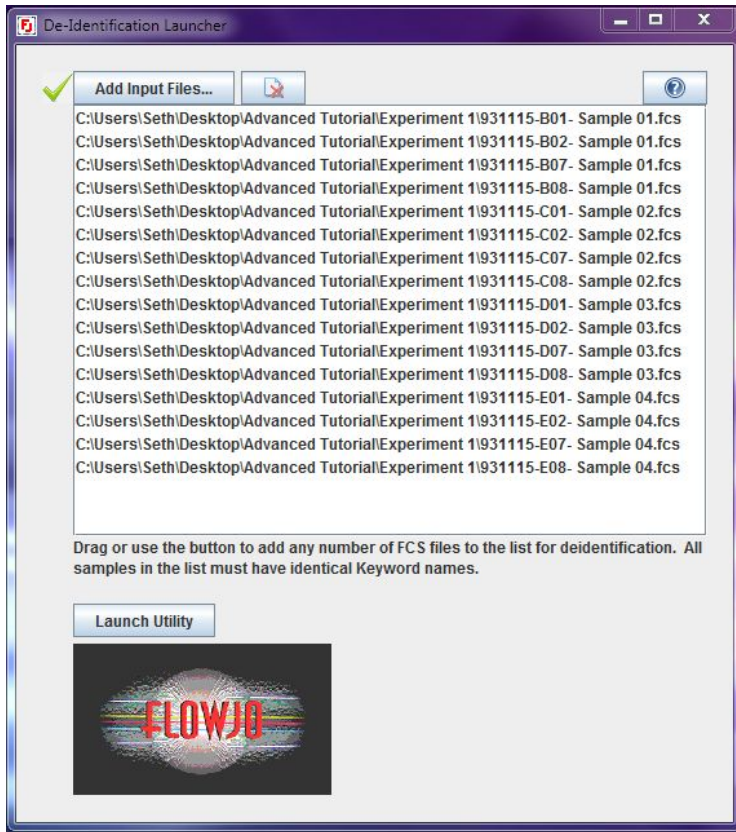 De-Identification Launcher
Add Input Files...
C:\Users\Seth\Desktop\Advanced Tutorial\Experiment 1\931115-B01- Sample 01.fcs
C:\Users\Seth\Desktop\Advanced Tutorial\Experiment 1\931115-B02- Sample 01.fcs
C:\Users\Seth\Desktop\Advanced Tutorial\Experiment 1\931115-B07- Sample 01.fcs
C:\Users\Seth\Desktop\Advanced Tutorial\Experiment 1\931115-B08- Sample 01.fcs
C:\Users\Seth\Desktop\Advanced Tutorial\Experiment 1\931115-C01- Sample 02.fcs
C:\Users\Seth\Desktop\Advanced Tutorial\Experiment 1\931115-C02- Sample 02.fcs
C:\Users\Seth\Desktop\Advanced Tutorial\Experiment 1\931115-C07- Sample 02.fcs
C:\Users\Seth\Desktop\Advanced Tutorial\Experiment 1\931115-C08- Sample 02.fcs
C:\Users\Seth\Desktop\Advanced Tutorial\Experiment 1\931115-D01- Sample 03.fcs
C:\Users\Seth\Desktop\Advanced Tutorial\Experiment 1\931115-D02- Sample 03.fcs
C:\Users\Seth\Desktop\Advanced Tutorial\Experiment 1\931115-D07- Sample 03.fcs
C:\Users\Seth\Desktop\Advanced Tutorial\Experiment 1\931115-D08- Sample 03.fcs
C:\Users\Seth\Desktop\Advanced Tutorial\Experiment 1\931115-E01- Sample 04.fcs
C:\Users\Seth\Desktop\Advanced Tutorial\Experiment 1\931115-E02- Sample 04.fcs
C:\Users\Seth\Desktop\Advanced Tutorial\Experiment 1\931115-E07- Sample 04.fcs
C:\Users\Seth\Desktop\Advanced Tutorial\Experiment 1\931115-E08- Sample 04.fcs
Drag or use the button to add any number of FCS files to the list for deidentification. All
samples in the list must have identical Keyword names.
Launch Utility
FLOWJO